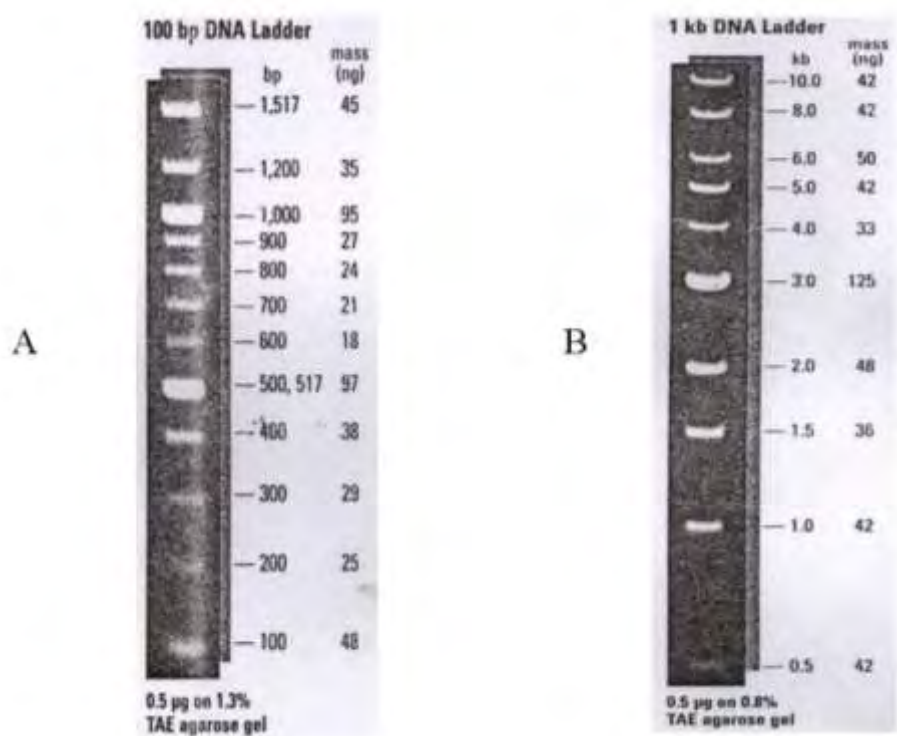 100 bp DNA Ladder
bp mass (ng)
1,517 45
1,200 35
1,000 95
900 27
800 24
700 21
600 18
500, 517 97
400 38
300 29
200 25
100 48
0.5 µg on 1.3%
TAE agarose gel
A
1 kb DNA Ladder
kb mass (ng)
10.0 42
8.0 42
6.0 50
5.0 42
4.0 33
3.0 125
2.0 48
1.5 36
1.0 42
0.5 42
0.5 µg on 0.8%
TAE agarose gel
B